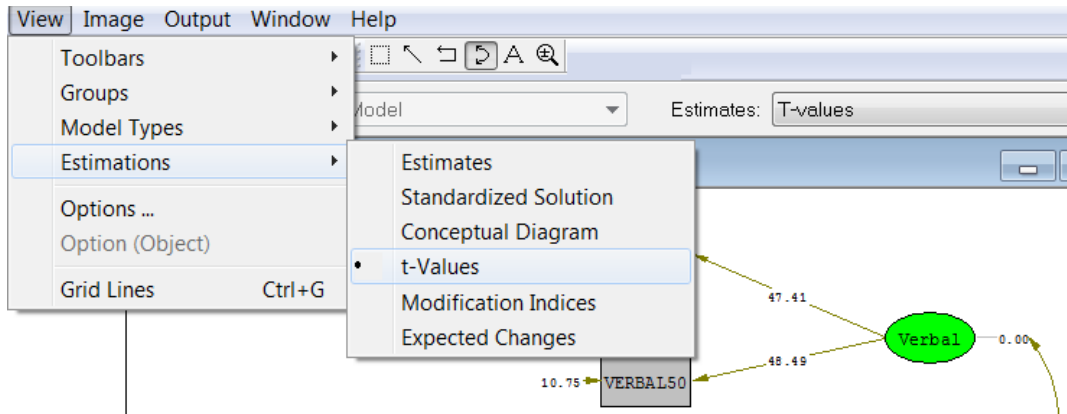 View Image Output Window Help
Toolbars
Groups
Model Types
Estimations
Options ...
Option (Object)
Grid Lines Ctrl+G
A
Model
Estimates: T-values
Estimates
Standardized Solution
Conceptual Diagram
t-Values
Modification Indices
Expected Changes
47.41
Verbal 0.00
48.49
10.75 VERBAL50